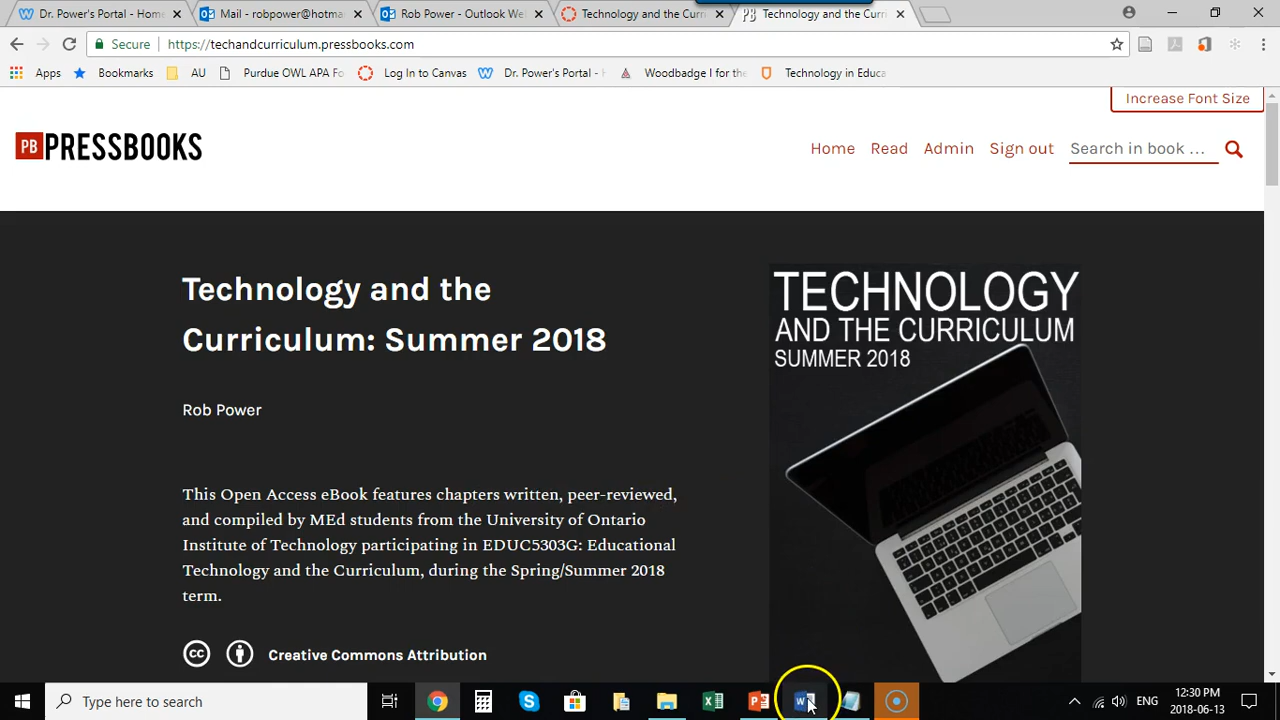 Dr. Power's Portal - Home
Mail - robpower@hotmai
Rob Power - Outlook We
Technology and the Curr
Technology and the Curri
Secure
https://techandcurriculum.pressbooks.com
Apps
Bookmarks
AU
Purdue OWL APA Fo
Log In to Canvas
Dr. Power's Portal - H
Woodbadge I for the
Technology in Educa
Increase Font Size
PB PRESSBOOKS
Home
Read
Admin
Sign out
Search in book …
Technology and the
Curriculum: Summer 2018
Rob Power
This Open Access eBook features chapters written, peer-reviewed,
and compiled by MEd students from the University of Ontario
Institute of Technology participating in EDUC5303G: Educational
Technology and the Curriculum, during the Spring/Summer 2018
term.
cc
Creative Commons Attribution
TECHNOLOGY
AND THE CURRICULUM
SUMMER 2018
Type here to search
ENG
12:30 PM
2018-06-13